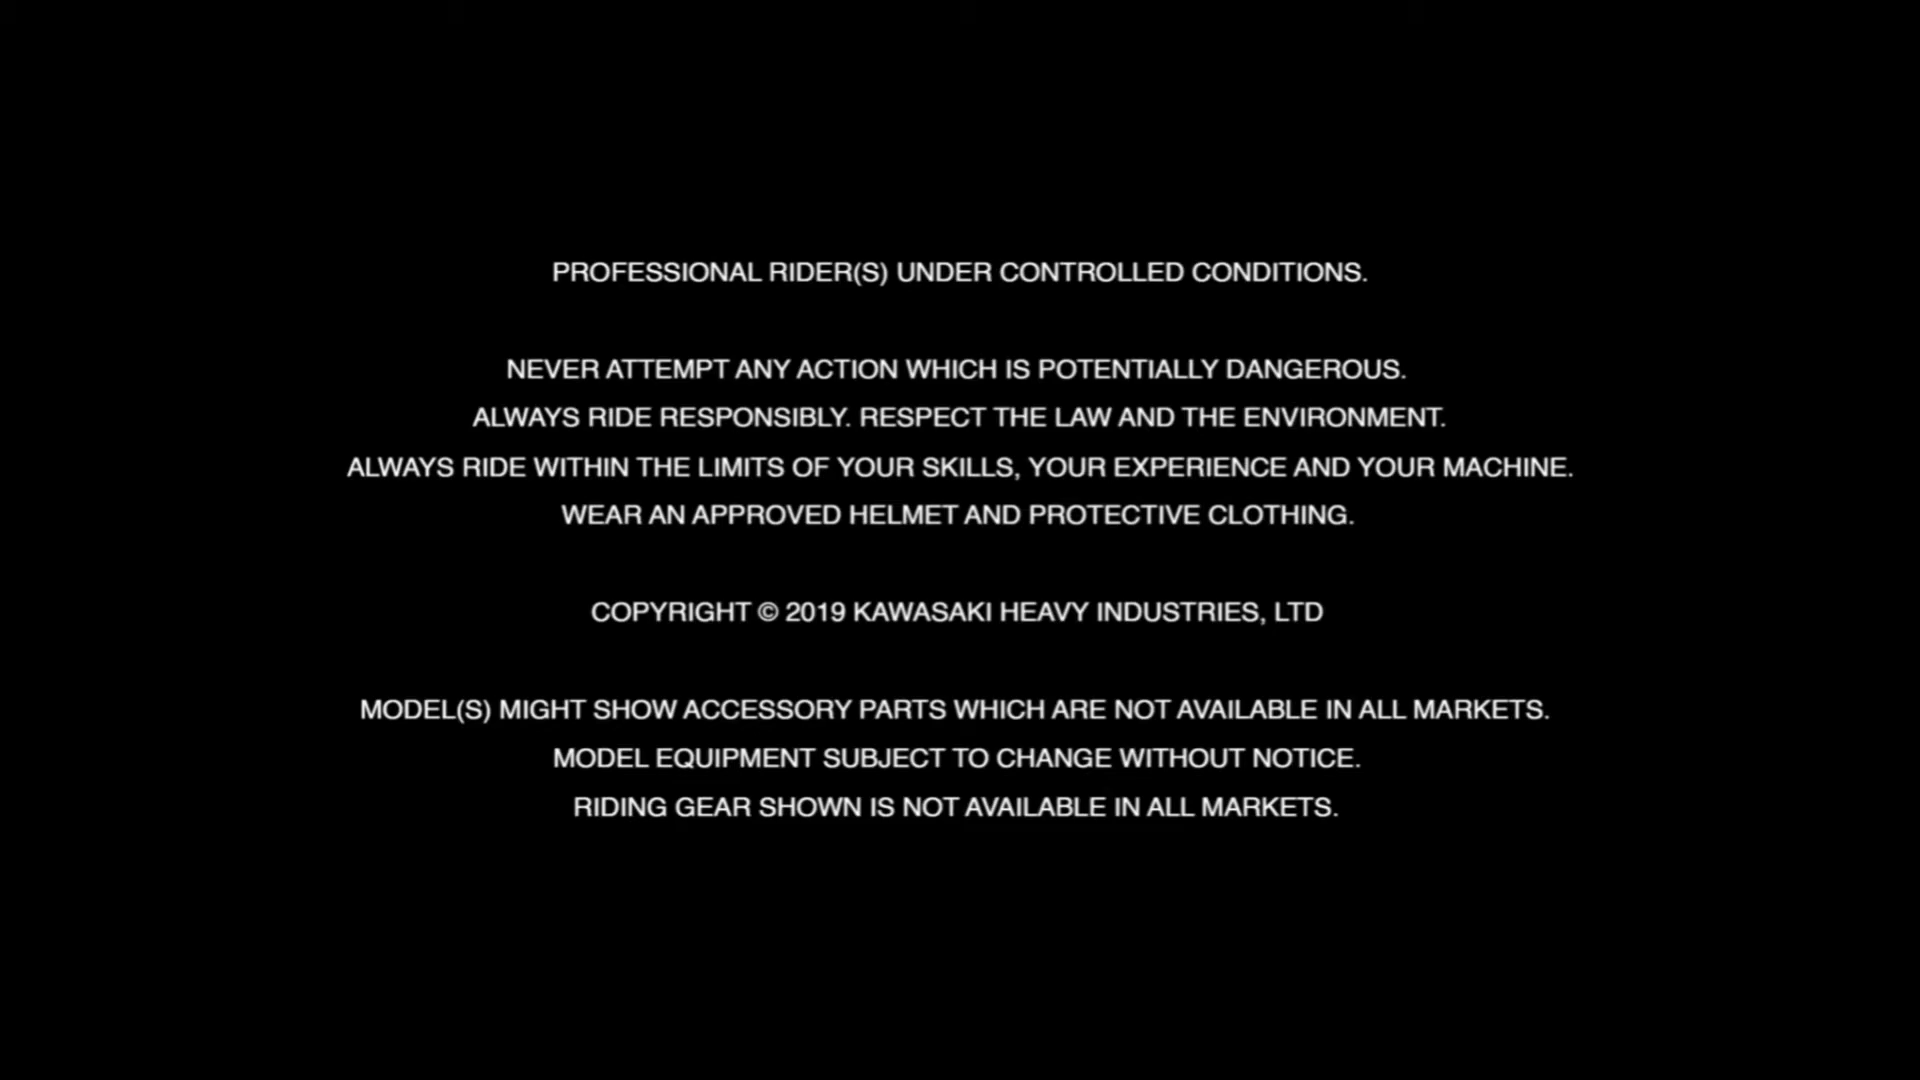 PROFESSIONAL RIDER(S) UNDER CONTROLLED CONDITIONS.
NEVER ATTEMPT ANY ACTION WHICH IS POTENTIALLY DANGEROUS.
ALWAYS RIDE RESPONSIBLY. RESPECT THE LAW AND THE ENVIRONMENT.
ALWAYS RIDE WITHIN THE LIMITS OF YOUR SKILLS, YOUR EXPERIENCE AND YOUR MACHINE.
WEAR AN APPROVED HELMET AND PROTECTIVE CLOTHING.
COPYRIGHT © 2019 KAWASAKI HEAVY INDUSTRIES, LTD
MODEL(S) MIGHT SHOW ACCESSORY PARTS WHICH ARE NOT AVAILABLE IN ALL MARKETS.
MODEL EQUIPMENT SUBJECT TO CHANGE WITHOUT NOTICE.
RIDING GEAR SHOWN IS NOT AVAILABLE IN ALL MARKETS.